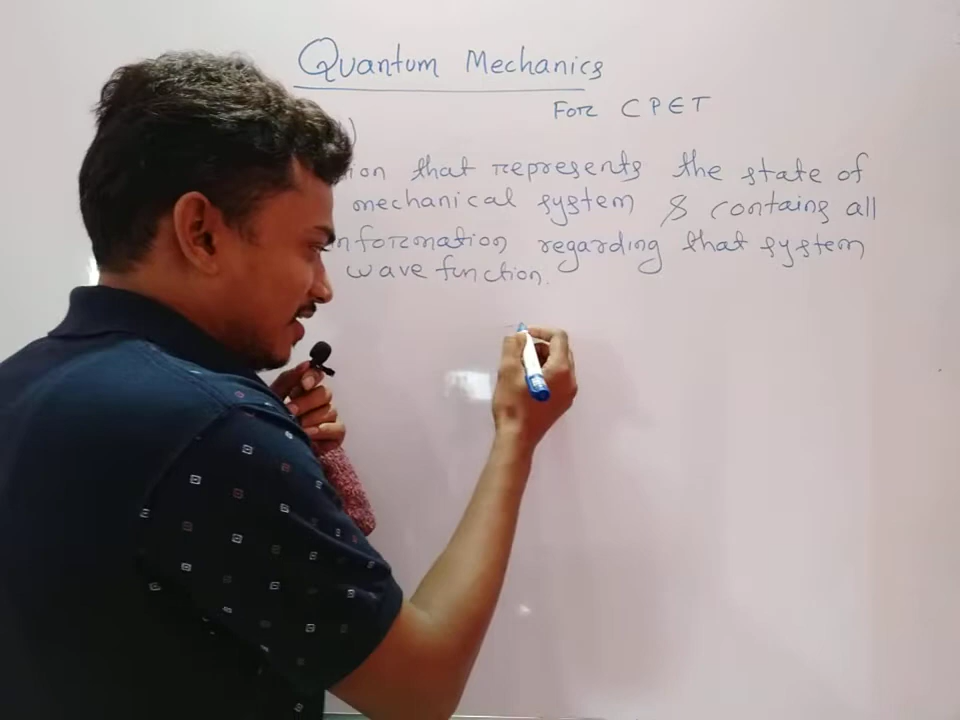 Quantum Mechanics
For CPET
)
ion that represents the state of
mechanical system & contains all
nformation regarding that system
wave function.